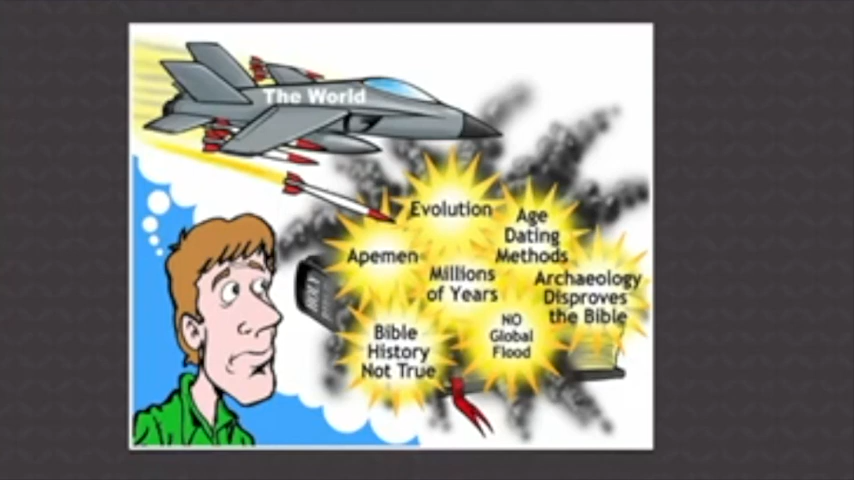 The World
Evolution
Age
Dating
Methods
Apemen
Millions
of Years
Archaeology
Disproves
the Bible
NO
Global
Flood
Bible
History
Not True